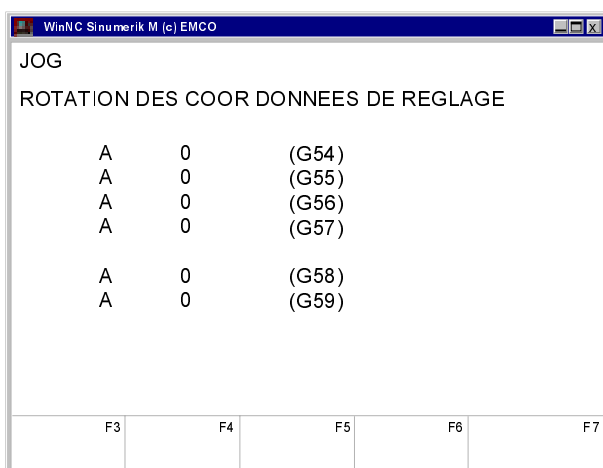 WinNC Sinumerik M (c) EMCO
JOG
ROTATION DES COOR DONNEES DE REGLAGE
A 0 (G54)
A 0 (G55)
A 0 (G56)
A 0 (G57)
A 0 (G58)
A 0 (G59)
F3 F4 F5 F6 F7